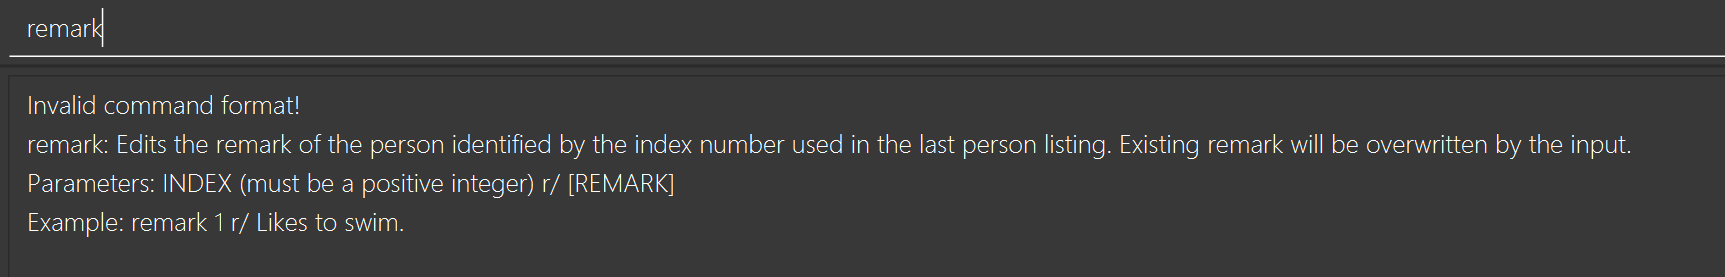 remark
Invalid command format!
remark: Edits the remark of the person identified by the index number used in the last person listing. Existing remark will be overwritten by the input.
Parameters: INDEX (must be a positive integer) r/ [REMARK]
Example: remark 1 r/ Likes to swim.